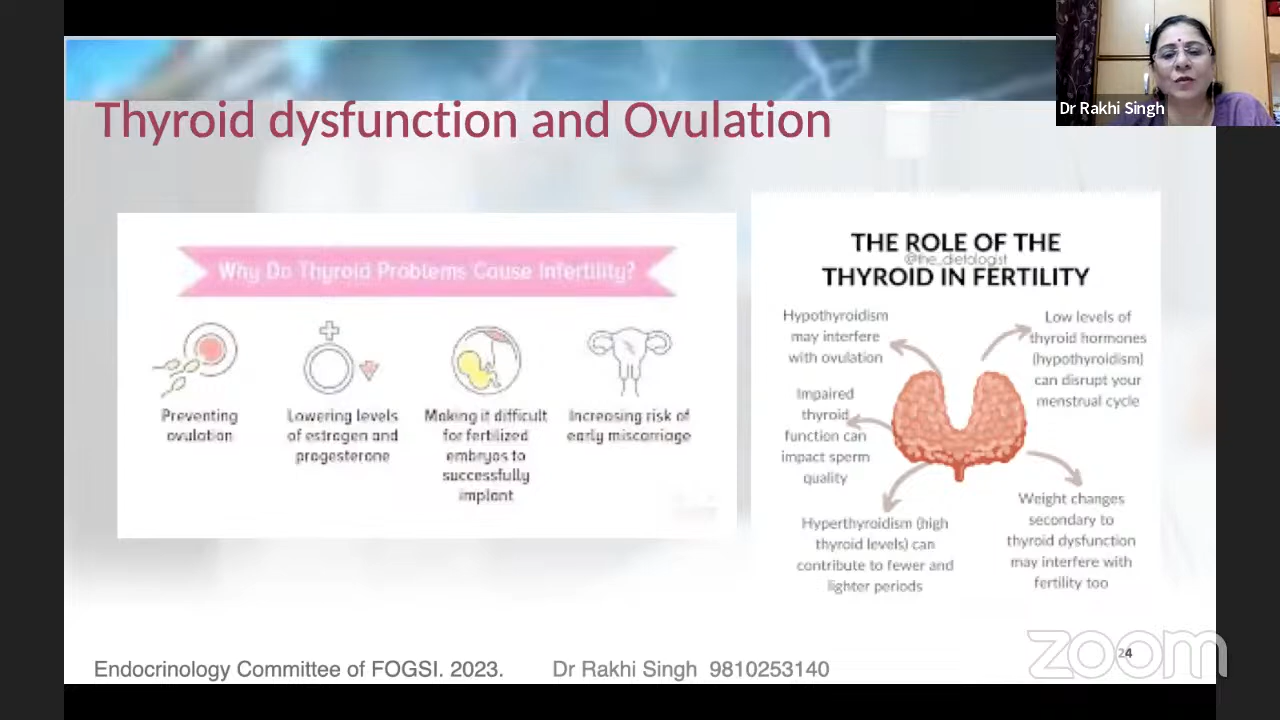 Dr Rakhi Singh
Thyroid dysfunction and Ovulation
Why Do Thyroid Problems Cause Infertility?
Preventing
ovulation
Lowering levels
of estrogen and
progesterone
Making it difficult
for fertilized
embryos to
successfully
implant
Increasing risk of
early miscarriage
THE ROLE OF THE
@the_dietologist
THYROID IN FERTILITY
Hypothyroidism
may interfere
with ovulation
Low levels of
thyroid hormones
(hypothyroidism)
can disrupt your
menstrual cycle
Impaired
thyroid
function can
impact sperm
quality
Hyperthyroidism (high
thyroid levels) can
contribute to fewer and
lighter periods
Weight changes
secondary to
thyroid dysfunction
may interfere with
fertility too
Endocrinology Committee of FOGSI. 2023. Dr Rakhi Singh 9810253140
24
zoom